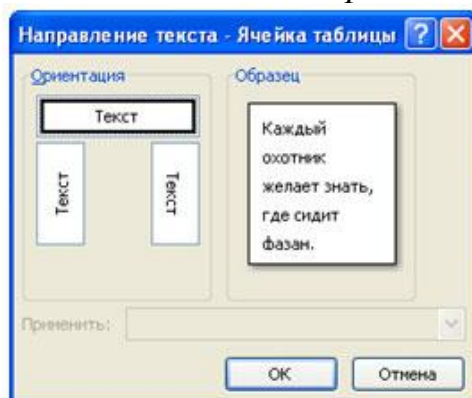 Направление текста - Ячейка таблицы
Ориентация
Текст
Текст
Текст
Образец
Каждый
охотник
желает знать,
где сидит
фазан.
Применить:
ОК
Отмена